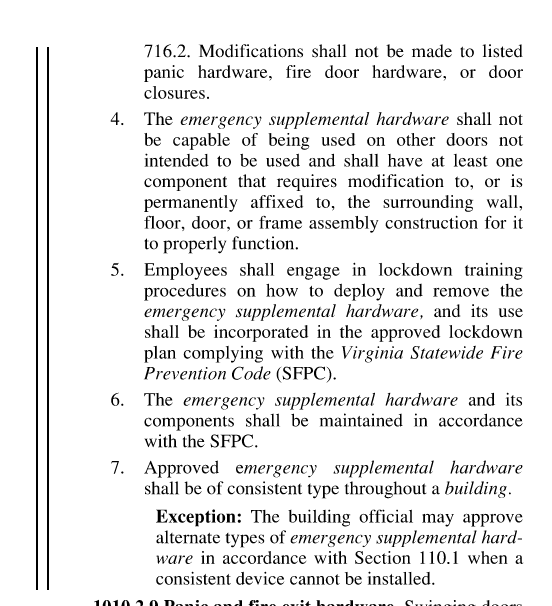 716.2. Modifications shall not be made to listed
panic hardware, fire door hardware, or door
closures.
4. The emergency supplemental hardware shall not
be capable of being used on other doors not
intended to be used and shall have at least one
component that requires modification to, or is
permanently affixed to, the surrounding wall,
floor, door, or frame assembly construction for it
to properly function.
5. Employees shall engage in lockdown training
procedures on how to deploy and remove the
emergency supplemental hardware, and its use
shall be incorporated in the approved lockdown
plan complying with the Virginia Statewide Fire
Prevention Code (SFPC).
6. The emergency supplemental hardware and its
components shall be maintained in accordance
with the SFPC.
7. Approved emergency supplemental hardware
shall be of consistent type throughout a building.
Exception: The building official may approve
alternate types of emergency supplemental hard-
ware in accordance with Section 110.1 when a
consistent device cannot be installed.
1010.2.9 Panic and fire exit hardware. Swinging doors